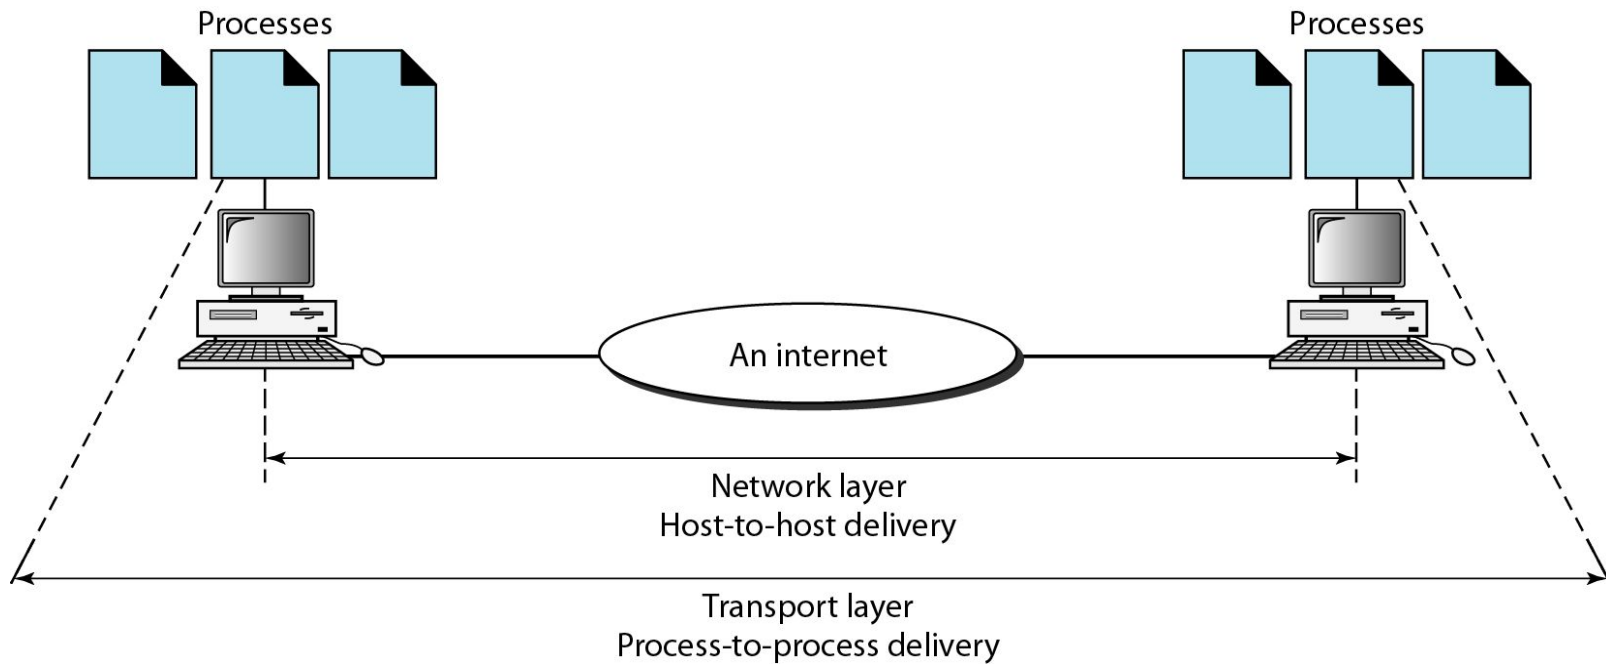 Processes
Processes
An internet
Network layer
Host-to-host delivery
Transport layer
Process-to-process delivery